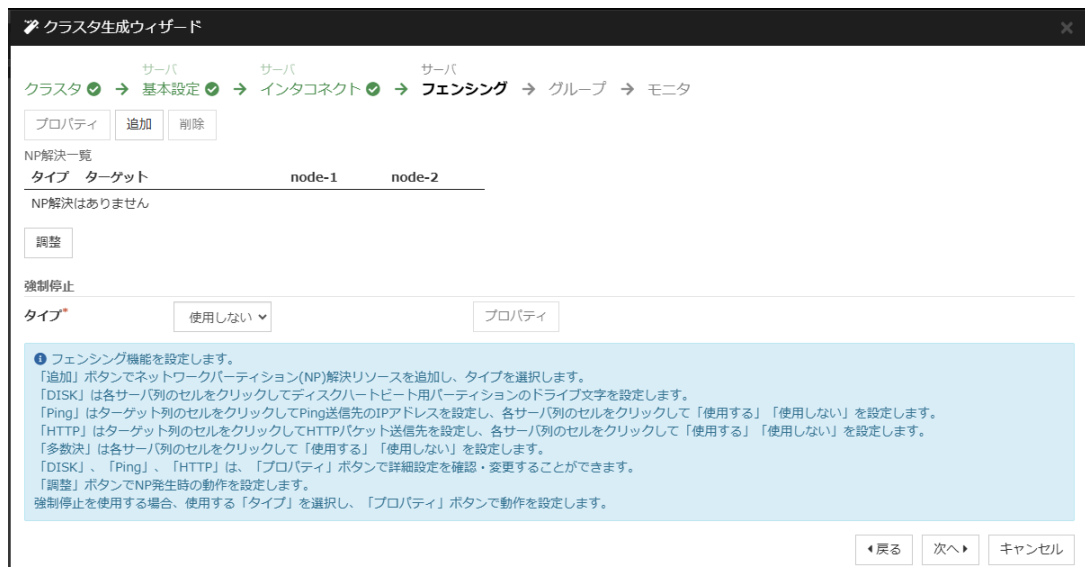 クラスタ生成ウィザード
サーバ サーバ サーバ
クラスタ → 基本設定 → インタコネクト → フェンシング → グループ → モニタ
プロパティ 追加 削除
NP解決一覧
タイプ ターゲット node-1 node-2
NP解決はありません
調整
強制停止
タイプ* 使用しない プロパティ
フェンシング機能を設定します。
「追加」ボタンでネットワークパーティション(NP)解決リソースを追加し、タイプを選択します。
「DISK」は各サーバ列のセルをクリックしてディスクハートビート用パーティションのドライブ文字を設定します。
「Ping」はターゲット列のセルをクリックしてPing送信先のIPアドレスを設定し、各サーバ列のセルをクリックして「使用する」「使用しない」を設定します。
「HTTP」はターゲット列のセルをクリックしてHTTPパケット送信先を設定し、各サーバ列のセルをクリックして「使用する」「使用しない」を設定します。
「多数決」は各サーバ列のセルをクリックして「使用する」「使用しない」を設定します。
「DISK」、「Ping」、「HTTP」は、「プロパティ」ボタンで詳細設定を確認・変更することができます。
「調整」ボタンでNP発生時の動作を設定します。
強制停止を使用する場合、使用する「タイプ」を選択し、「プロパティ」ボタンで動作を設定します。
戻る 次へ キャンセル